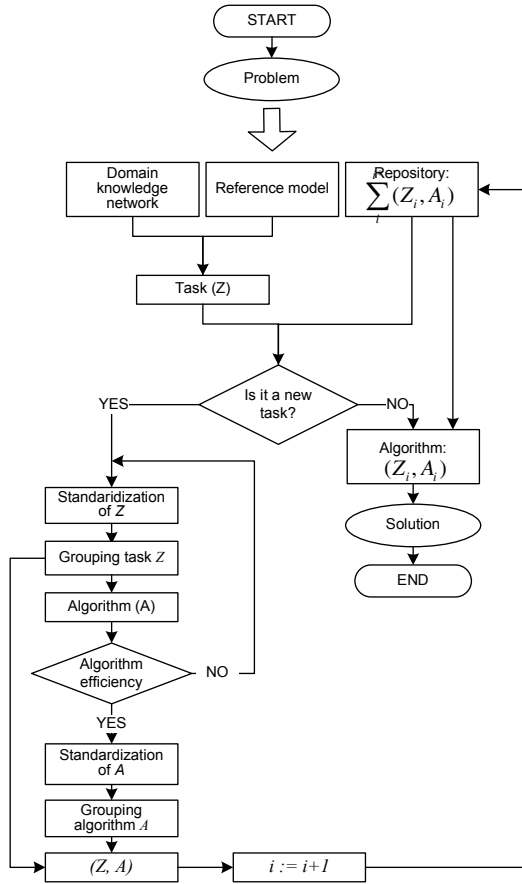 START
Problem
Domain
knowledge
network
Reference model
Repository:
i*
∑(Z_i, A_i)
i
Task (Z)
Is it a new
task?
YES
NO
Algorithm:
(Z_i, A_i)
Standaridization
of Z
Solution
Grouping task Z
END
Algorithm (A)
Algorithm
efficiency
NO
YES
Standardization
of A
Grouping
algorithm A
(Z, A)
i := i+1